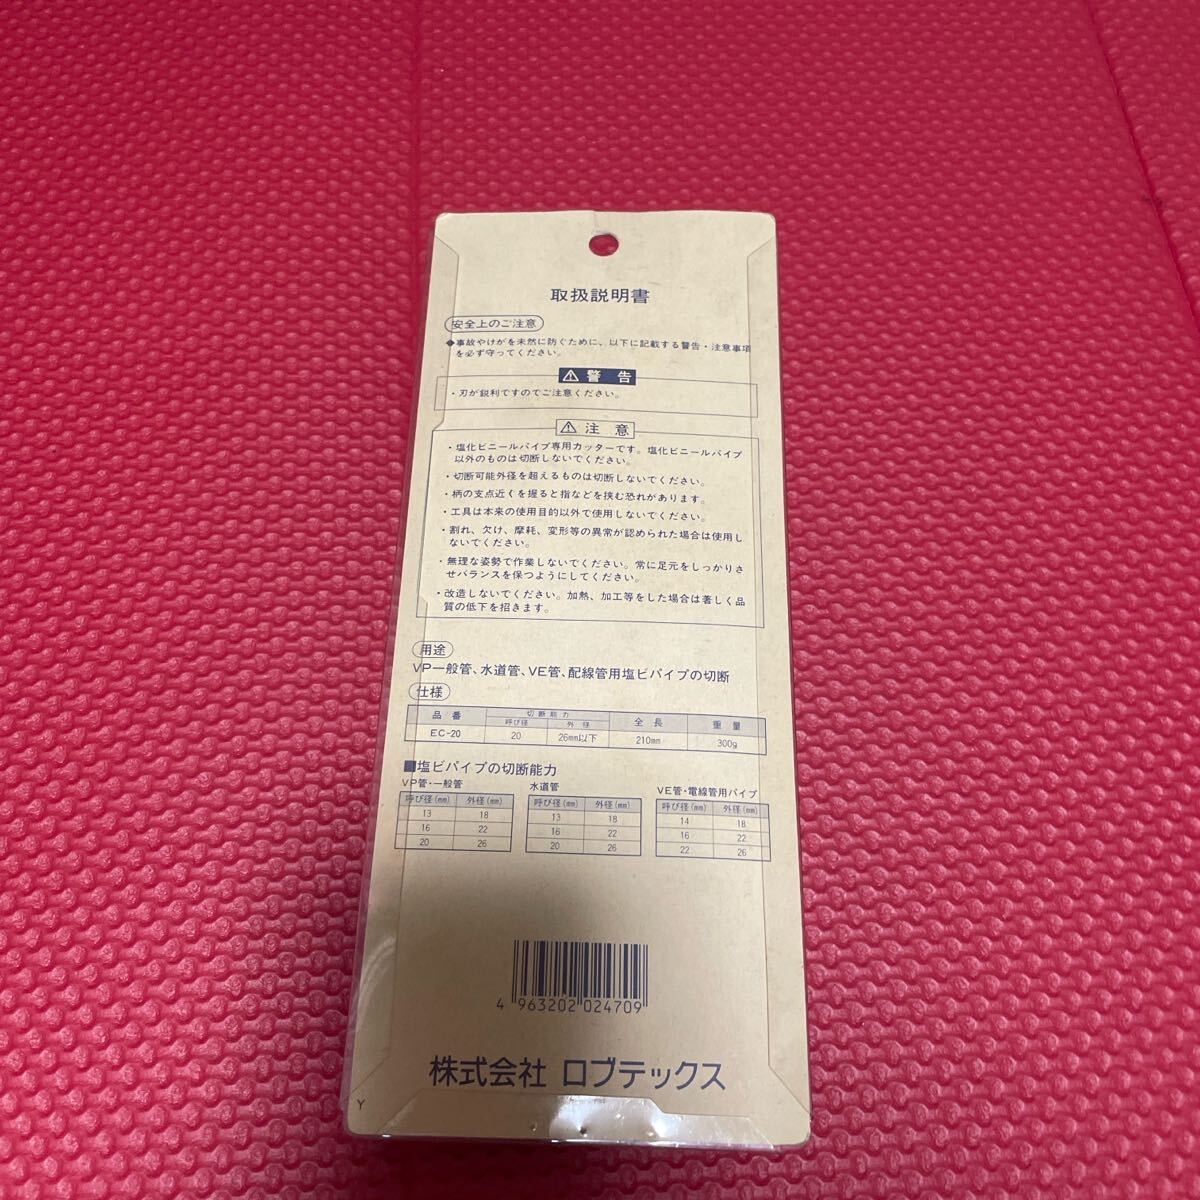 取扱説明書
安全上のご注意
◆事故やけがを未然に防ぐために、以下に記載する警告・注意事項
を必ず守ってください。
⚠ 警 告
・刃が鋭利ですのでご注意ください。
⚠ 注 意
・塩化ビニールパイプ専用カッターです。塩化ビニールパイプ
以外のものは切断しないでください。
・切断可能外径を超えるものは切断しないでください。
・柄の支点近くを握ると指などを挟む恐れがあります。
・工具は本来の使用目的以外で使用しないでください。
・割れ、欠け、摩耗、変形等の異常が認められた場合は使用し
ないでください。
・無理な姿勢で作業しないでください。常に足元をしっかりさ
せバランスを保つようにしてください。
・改造しないでください。加熱、加工等をした場合は著しく品
質の低下を招きます。
用途
VP一般管、水道管、VE管、配線管用塩ビパイプの切断
仕様
品 番 切断能力 全 長 重 量
呼び径 外 径
EC-20 20 26mm以下 210mm 300g
■塩ビパイプの切断能力
VP管・一般管 水道管 VE管・電線管用パイプ
呼び径(mm) 外径(mm) 呼び径(mm) 外径(mm) 呼び径(mm) 外径(mm)
13 18 13 18 14 18
16 22 16 22 16 22
20 26 20 26 22 26
4 963202 024709
株式会社 ロブテックス
Y